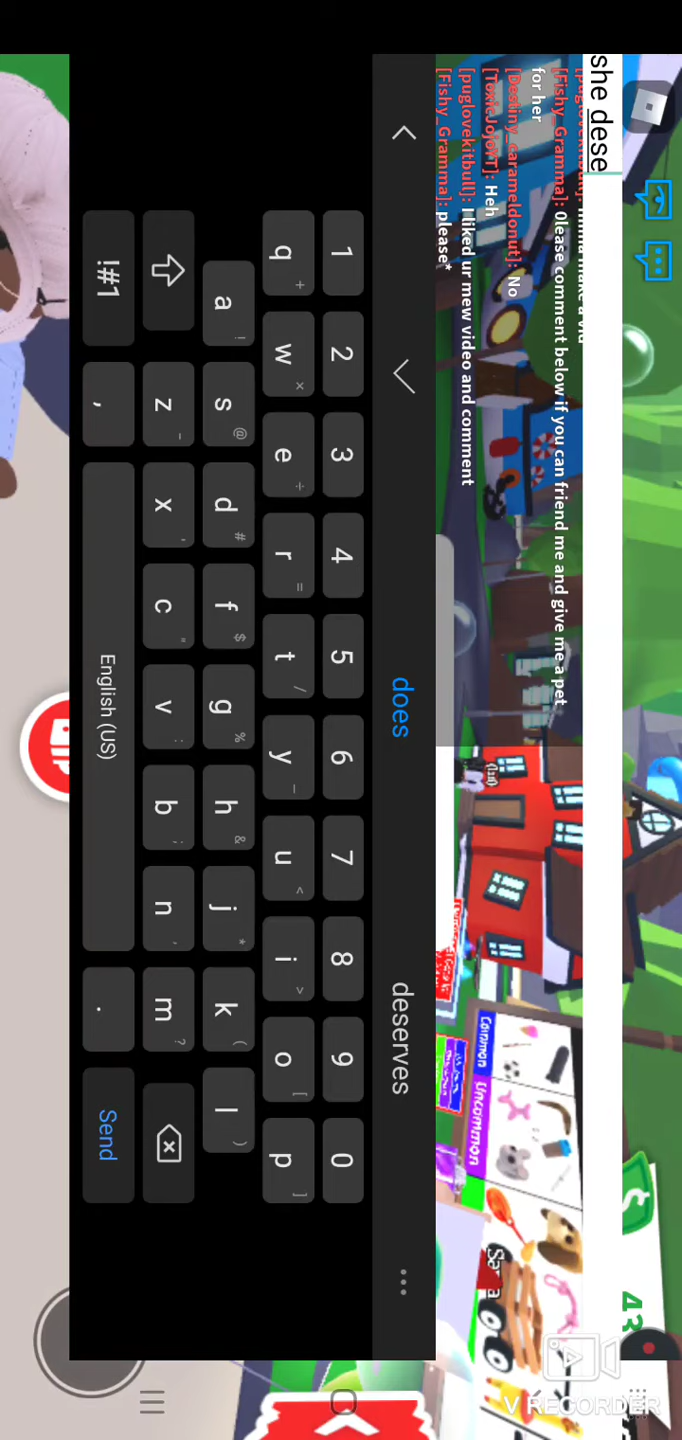 she dese
[Fishy_Gramma]: 0lease comment below if you can friend me and give me a pet
for her
[Destiny_carameldonut]: No
[ToxicJojoYT]: Heh
[puglovekitbull]: I liked ur mew video and comment
[Fishy_Gramma]: please*
does deserves ...
1 2 3 4 5 6 7 8 9 0
q w e r t y u i o p
+ × ÷ = / _ < > [ ]
a s d f g h j k l
! @ # $ % & * ( )
z x c v b n m
- ' " : ; , ?
!#1 , English (US) . Send
Common
Uncommon
$
43
V RECORDER